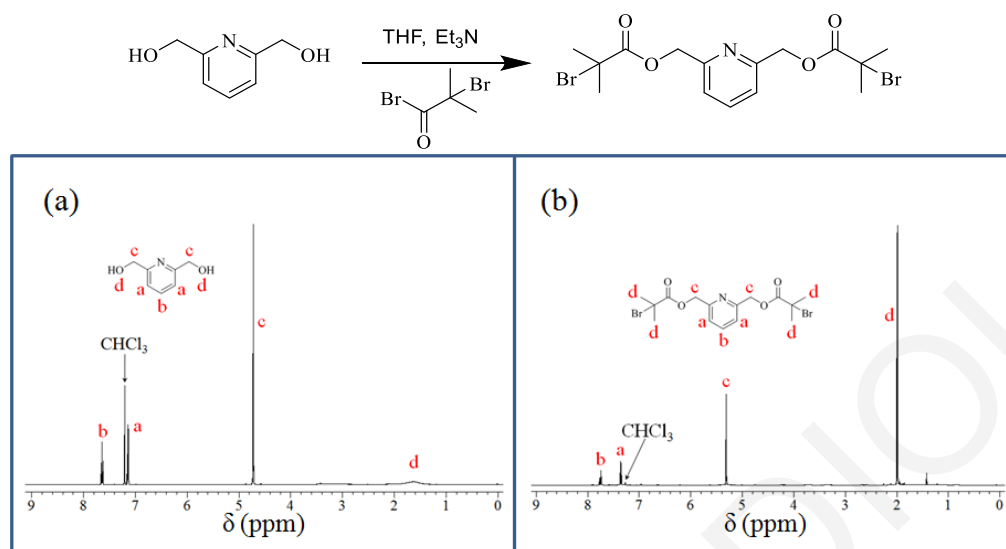 HO N OH
THF, Et₃N
Br Br
O
O O
O N O
Br Br
(a)
c N c
HO OH
d a a d
b
CHCl₃
c
b a
d
9 8 7 6 5 4 3 2 1 0
δ (ppm)
(b)
d O c N c O d
Br O O Br
d a a d
b
d
c
CHCl₃
b a
9 8 7 6 5 4 3 2 1 0
δ (ppm)
DIOI